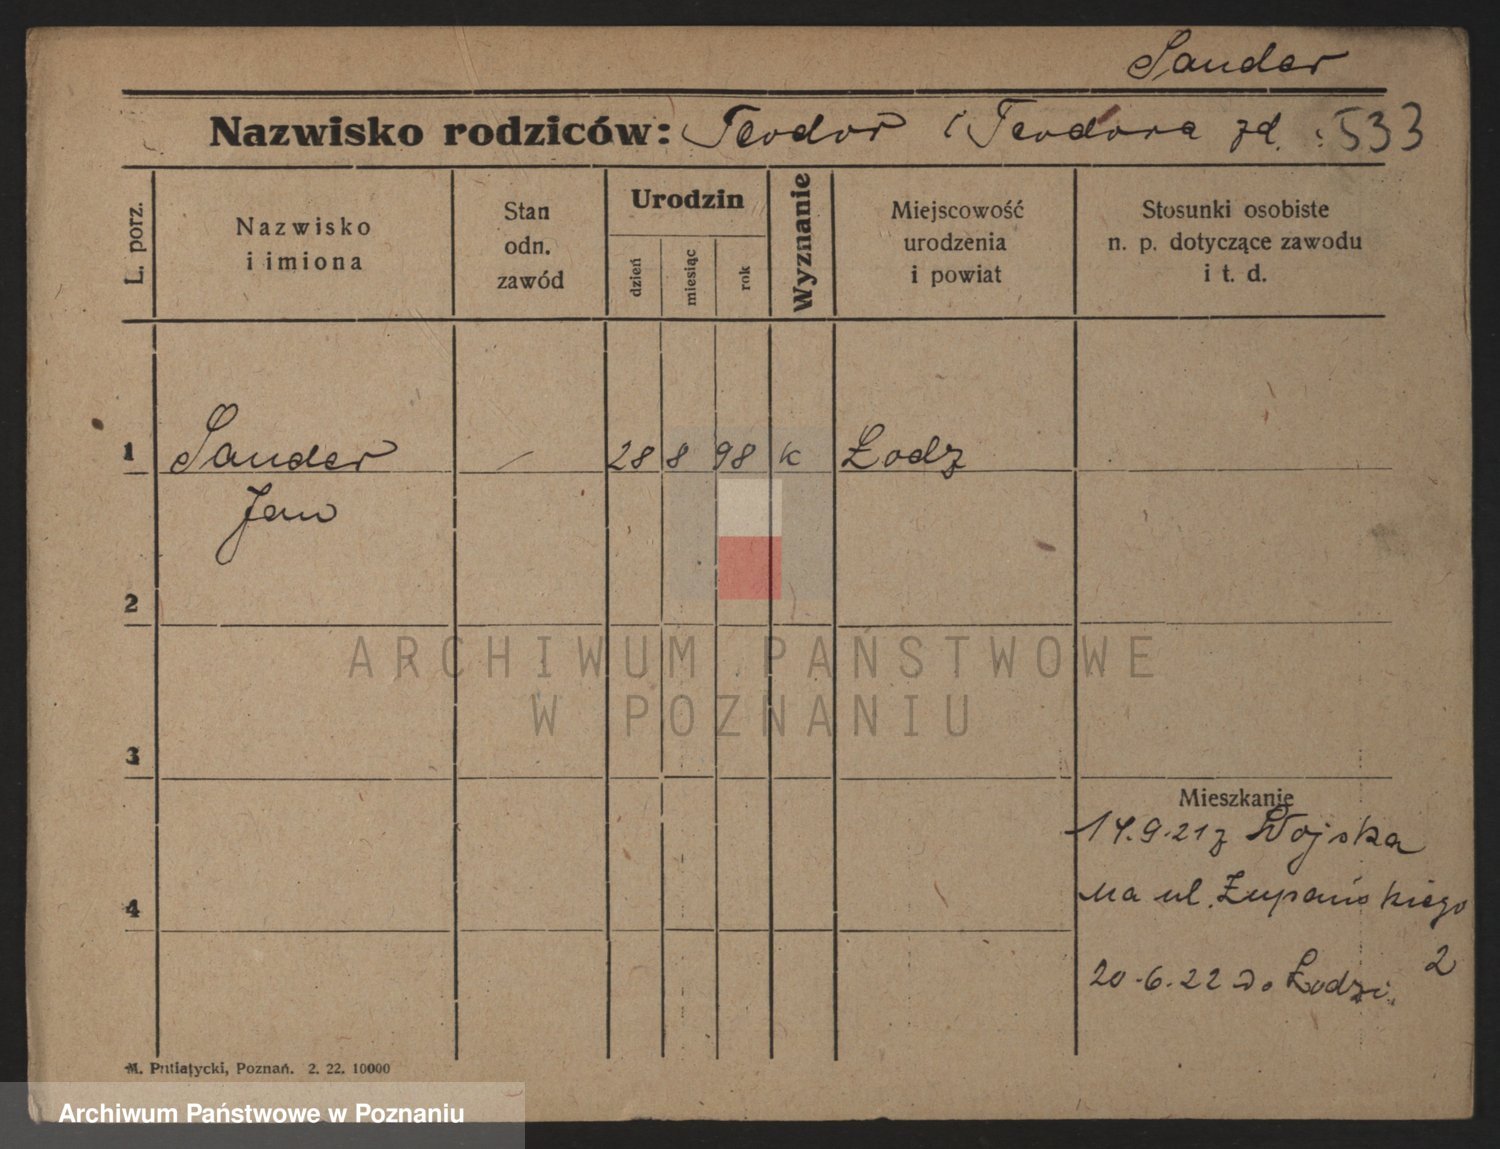 Sander
Nazwisko rodziców: Teodor i Teodora zd. 533
L. porz.
Nazwisko
i imiona
Stan
odn.
zawód
Urodzin
dzień
miesiąc
rok
Wyznanie
Miejscowość
urodzenia
i powiat
Stosunki osobiste
n. p. dotyczące zawodu
i t. d.
1 Sander - 28 8 98 k Łodz
Jan
2
ARCHIWUM PAŃSTWOWE
W POZNANIU
3
Mieszkanie
14.9.21 z Wojska
4
na ul. Żupańskiego
2
20.6.22 do Łodzi.
M. Putiatycki, Poznań. 2. 22. 10000
Archiwum Państwowe w Poznaniu